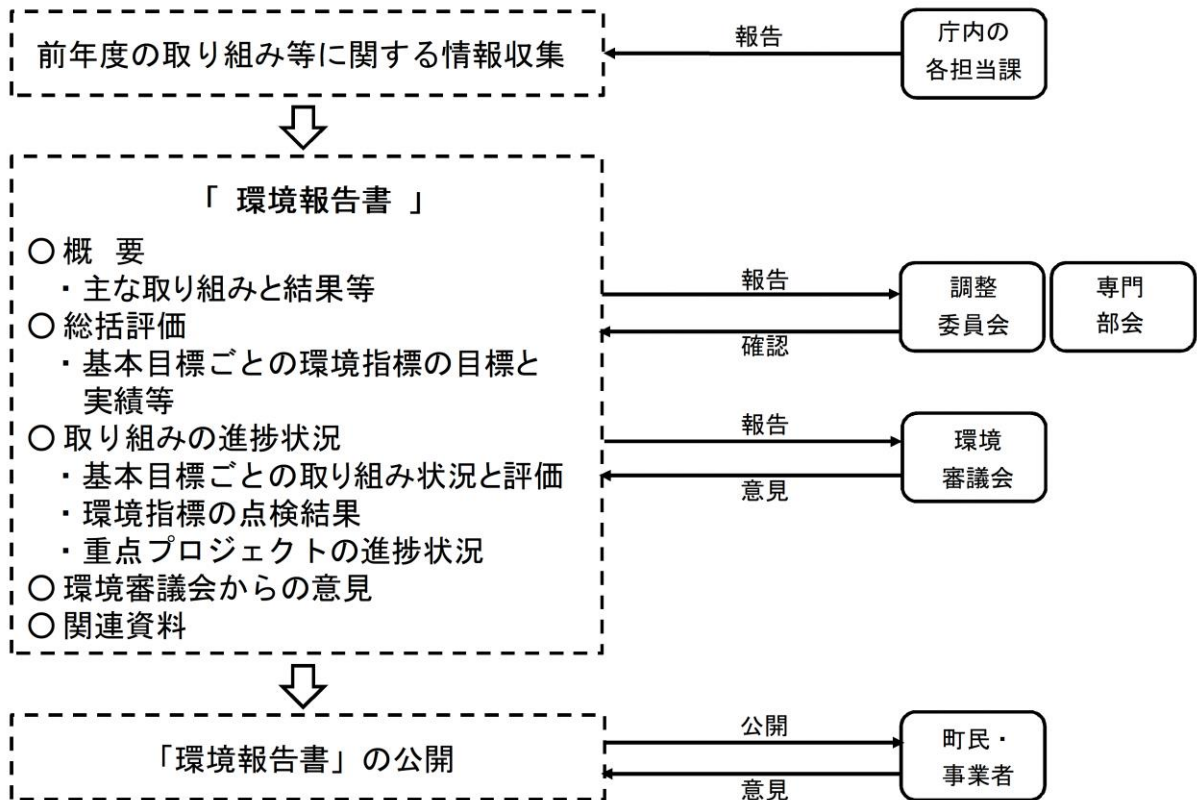 前年度の取り組み等に関する情報収集
報告
庁内の
各担当課
「 環境報告書 」
○ 概　要
・主な取り組みと結果等
○ 総括評価
・基本目標ごとの環境指標の目標と
実績等
○ 取り組みの進捗状況
・基本目標ごとの取り組み状況と評価
・環境指標の点検結果
・重点プロジェクトの進捗状況
○ 環境審議会からの意見
○ 関連資料
報告
確認
調整
委員会
専門
部会
報告
意見
環境
審議会
「環境報告書」の公開
公開
意見
町民・
事業者